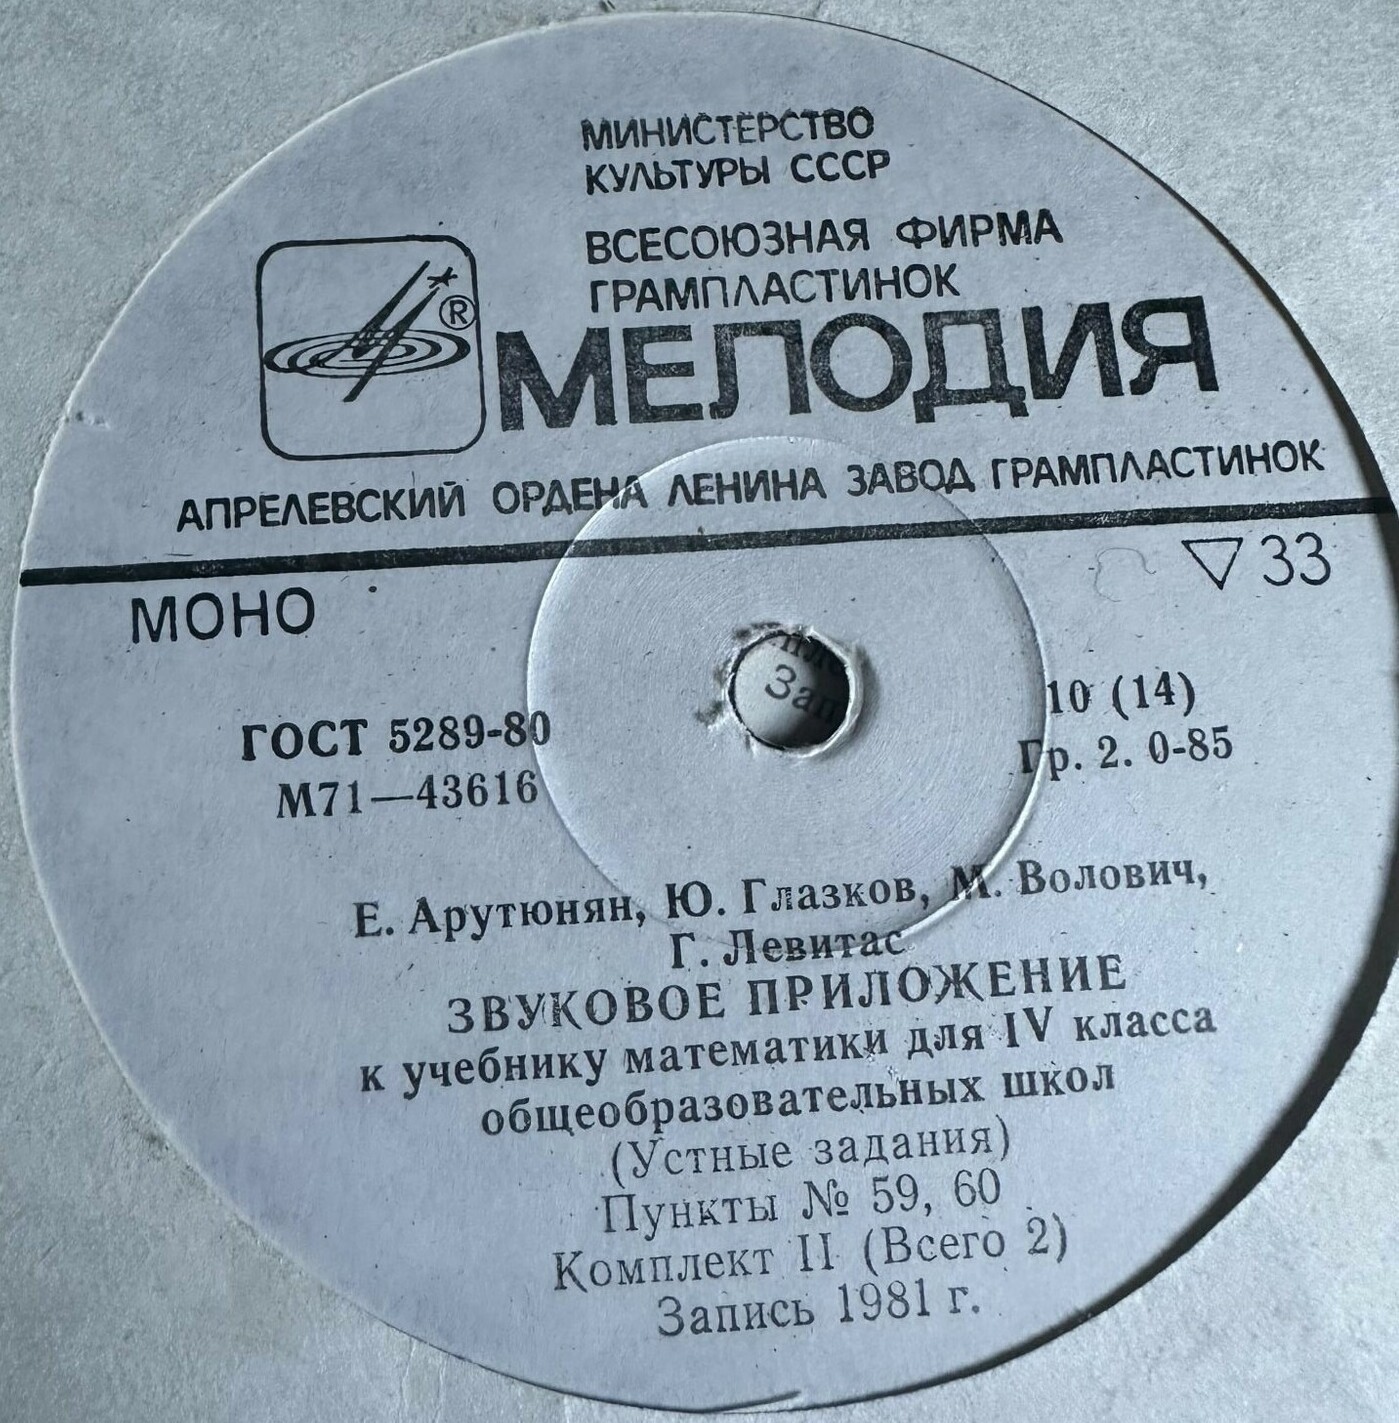 МИНИСТЕРСТВО
КУЛЬТУРЫ СССР
ВСЕСОЮЗНАЯ ФИРМА
ГРАМПЛАСТИНОК
®
МЕЛОДИЯ
АПРЕЛЕВСКИЙ ОРДЕНА ЛЕНИНА ЗАВОД ГРАМПЛАСТИНОК
МОНО
▽33
ГОСТ 5289-80
М71—43616
10 (14)
Гр. 2. 0-85
Е. Арутюнян, Ю. Глазков, М. Волович,
Г. Левитас
ЗВУКОВОЕ ПРИЛОЖЕНИЕ
к учебнику математики для IV класса
общеобразовательных школ
(Устные задания)
Пункты № 59, 60
Комплект II (Всего 2)
Запись 1981 г.